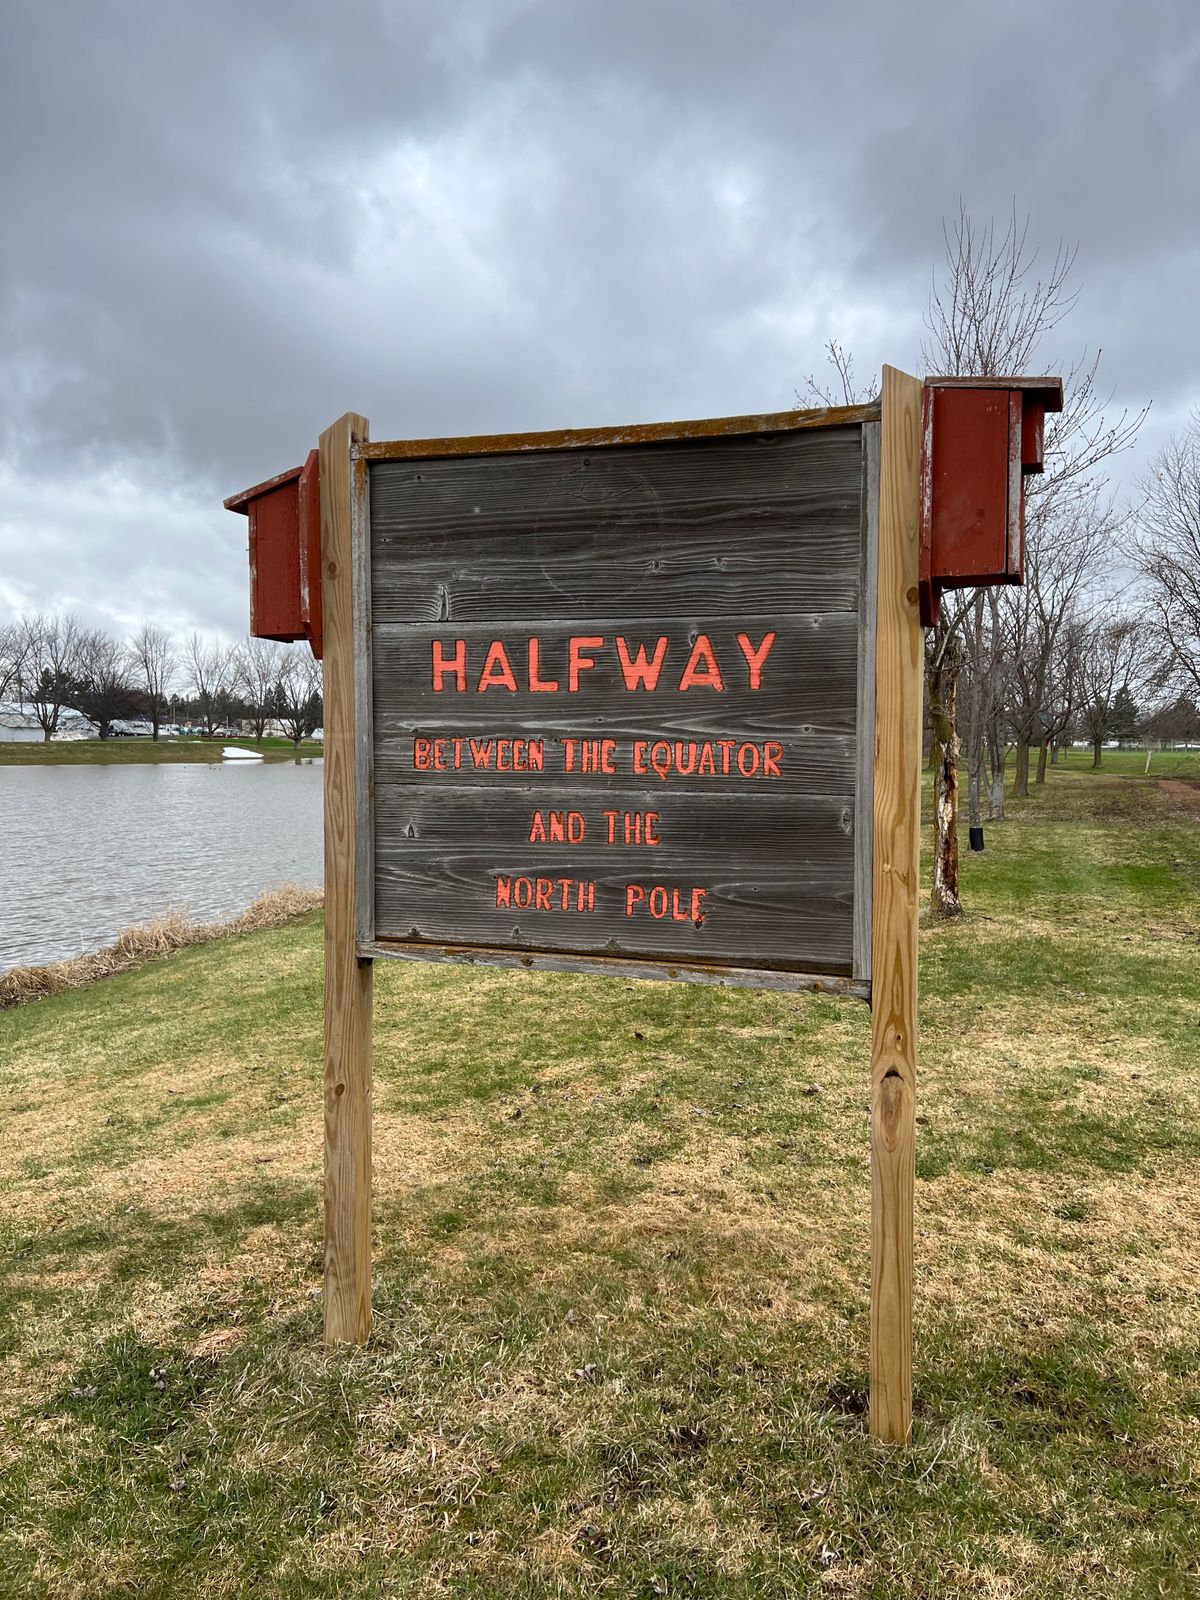 HALFWAY
BETWEEN THE EQUATOR
AND THE
NORTH POLE